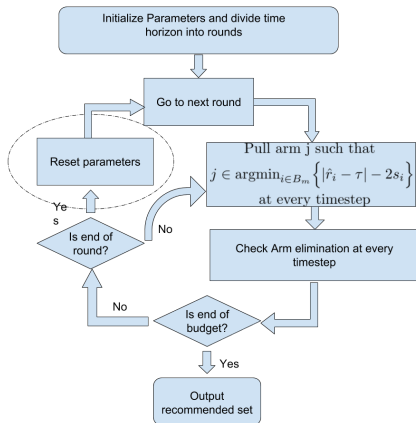 Initialize Parameters and divide time
horizon into rounds
Go to next round
Reset parameters
Pull arm j such that
j ∈ argmin_{i∈B_m} {|r̂_i − τ| − 2s_i}
at every timestep
Ye
s
Is end of
round?
No
Check Arm elimination at every
timestep
No
Is end of
budget?
Yes
Output
recommended set